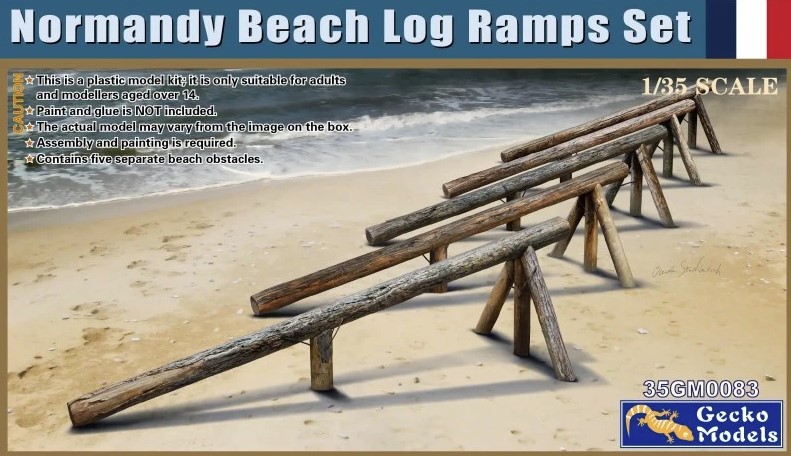 Normandy Beach Log Ramps Set
CAUTION
This is a plastic model kit; it is only suitable for adults
and modellers aged over 14.
Paint and glue is NOT included.
The actual model may vary from the image on the box.
Assembly and painting is required.
Contains five separate beach obstacles.
1/35 SCALE
35GM0083
Gecko
Models